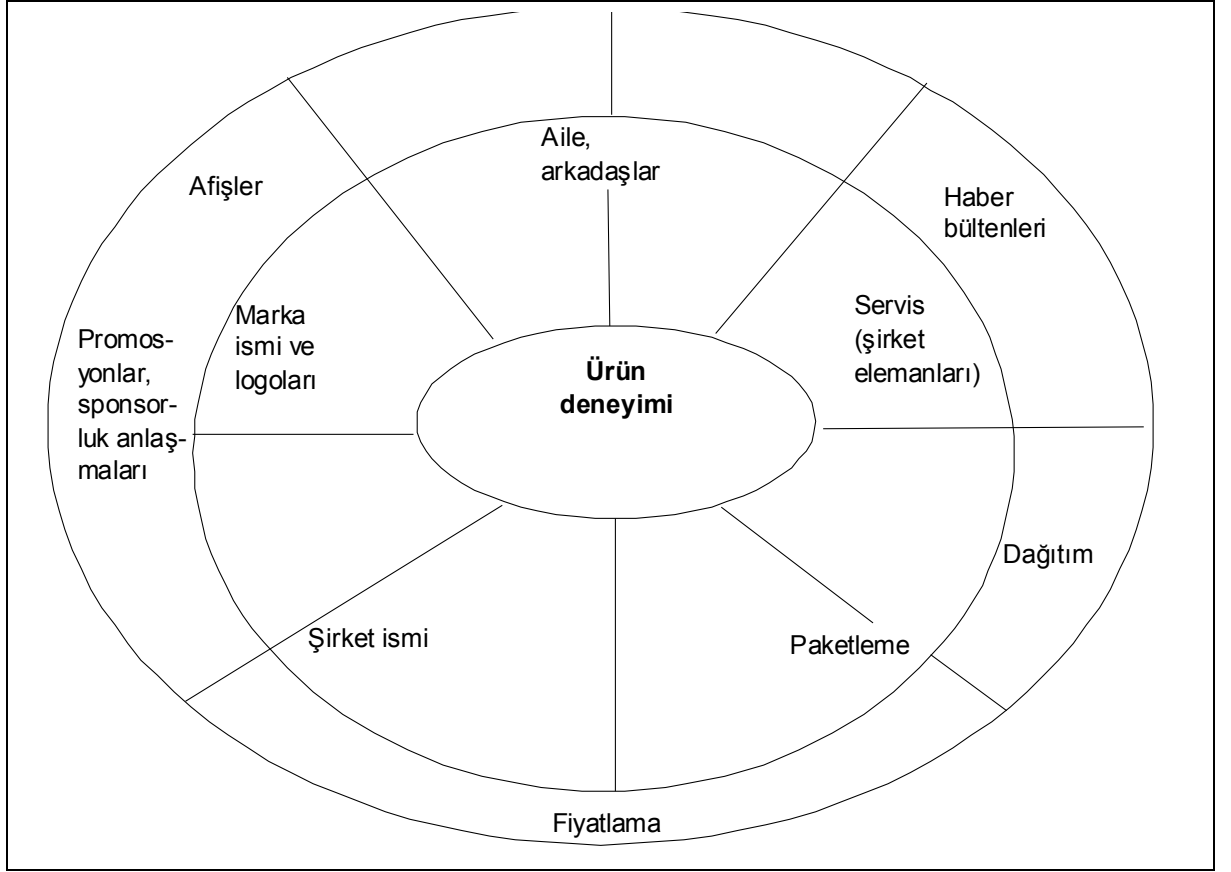 Aile,
arkadaşlar
Afişler
Haber
bültenleri
Marka
ismi ve
logoları
Servis
(şirket
elemanları)
Promos-
yonlar,
sponsor-
luk anlaş-
maları
Ürün
deneyimi
Dağıtım
Şirket ismi
Paketleme
Fiyatlama